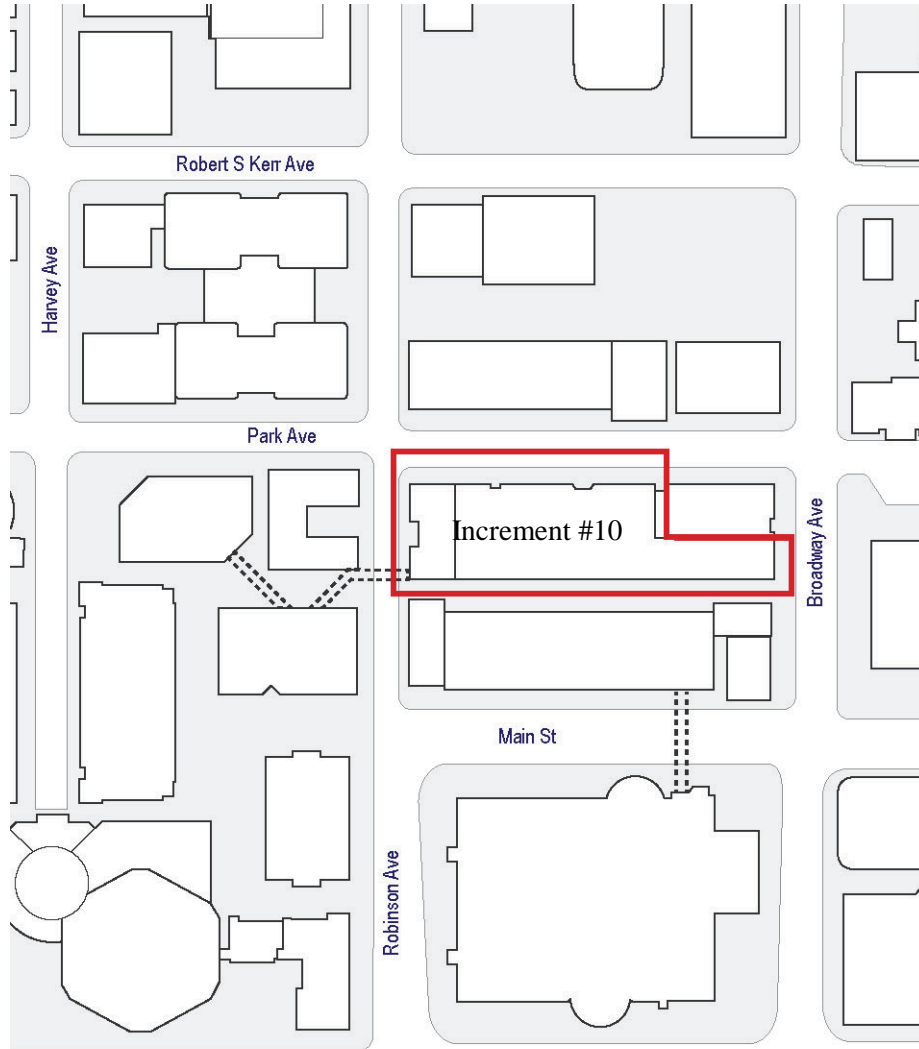 Robert S Kerr Ave
Harvey Ave
Park Ave
Increment #10
Broadway Ave
Main St
Robinson Ave